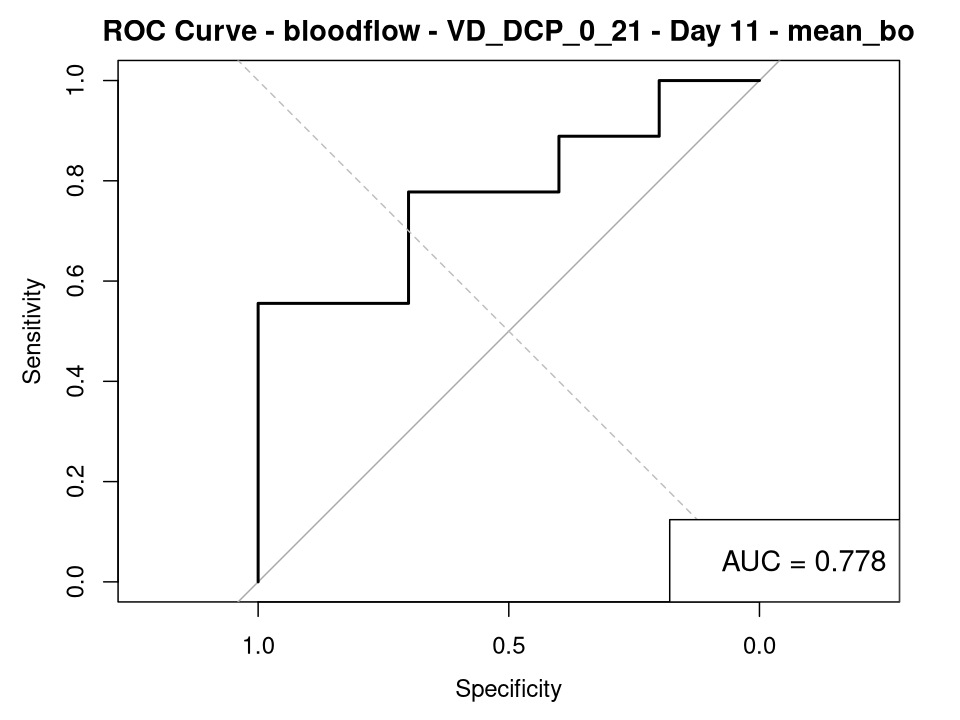 ROC Curve - bloodflow - VD_DCP_0_21 - Day 11 - mean_bo
Sensitivity
1.0
0.8
0.6
0.4
0.2
0.0
AUC = 0.778
1.0 0.5 0.0
Specificity